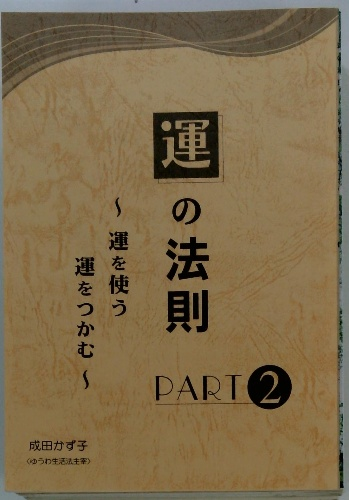 運の法則
PART2
〜運を使う
運をつかむ〜
成田かず子
〈ゆうわ生活法主宰〉